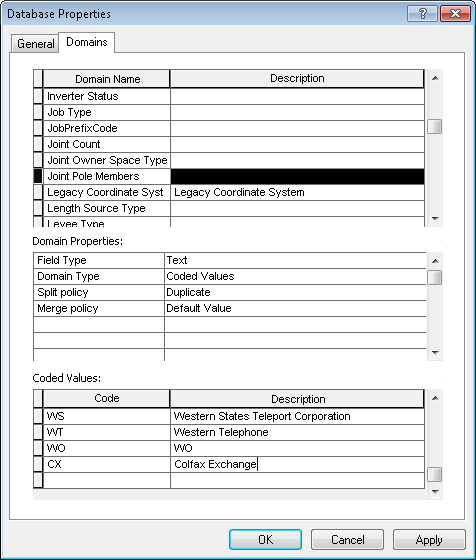 Database Properties
General Domains
Domain Name Description
Inverter Status
Job Type
JobPrefixCode
Joint Count
Joint Owner Space Type
Joint Pole Members
Legacy Coordinate Syst Legacy Coordinate System
Length Source Type
Levee Type
Domain Properties:
Field Type Text
Domain Type Coded Values
Split policy Duplicate
Merge policy Default Value
Coded Values:
Code Description
WS Western States Teleport Corporation
WT Western Telephone
WO WO
CX Colfax Exchange
OK Cancel Apply